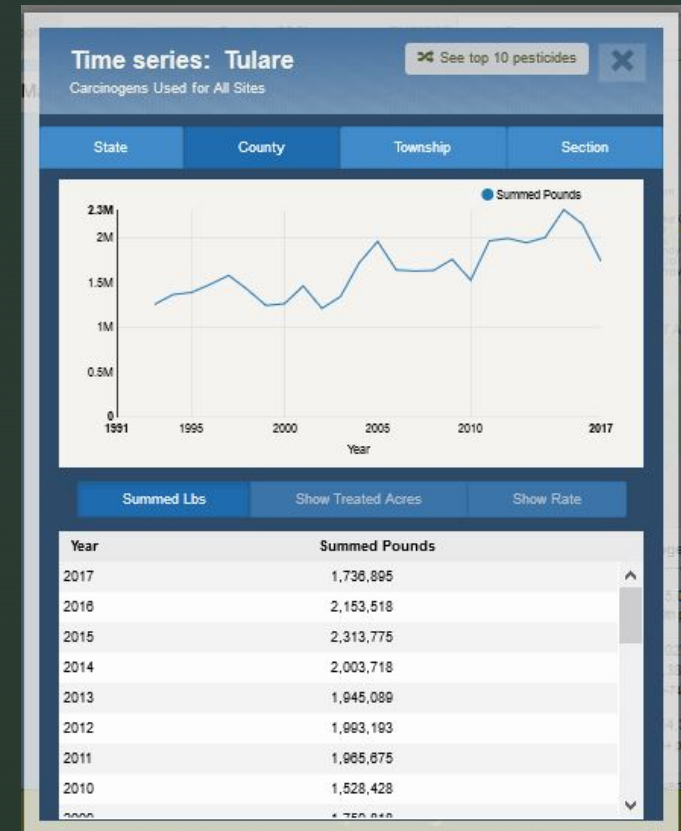 Time series: Tulare
See top 10 pesticides
Carcinogens Used for All Sites
State County Township Section
Summed Pounds
2.3M
2M
1.5M
1M
0.5M
0
1991 1995 2000 2005 2010 2017
Year
Summed Lbs Show Treated Acres Show Rate
Year Summed Pounds
2017 1,736,895
2016 2,153,518
2015 2,313,775
2014 2,003,718
2013 1,945,089
2012 1,993,193
2011 1,965,675
2010 1,528,428